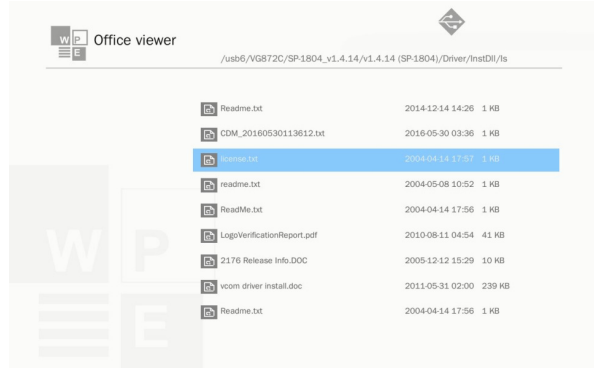 W P E Office viewer
/usb6/VG872C/SP-1804_v1.4.14/v1.4.14 (SP-1804)/Driver/InstDll/Is
Readme.txt 2014-12-14 14:26 1 KB
CDM_20160530113612.txt 2016-05-30 03:36 1 KB
license.txt 2004-04-14 17:57 1 KB
readme.txt 2004-05-08 10:52 1 KB
ReadMe.txt 2004-04-14 17:56 1 KB
LogoVerificationReport.pdf 2010-08-11 04:54 41 KB
2176 Release Info.DOC 2005-12-12 15:29 10 KB
vcom driver install.doc 2011-05-31 02:00 239 KB
Readme.txt 2004-04-14 17:56 1 KB
W P
E